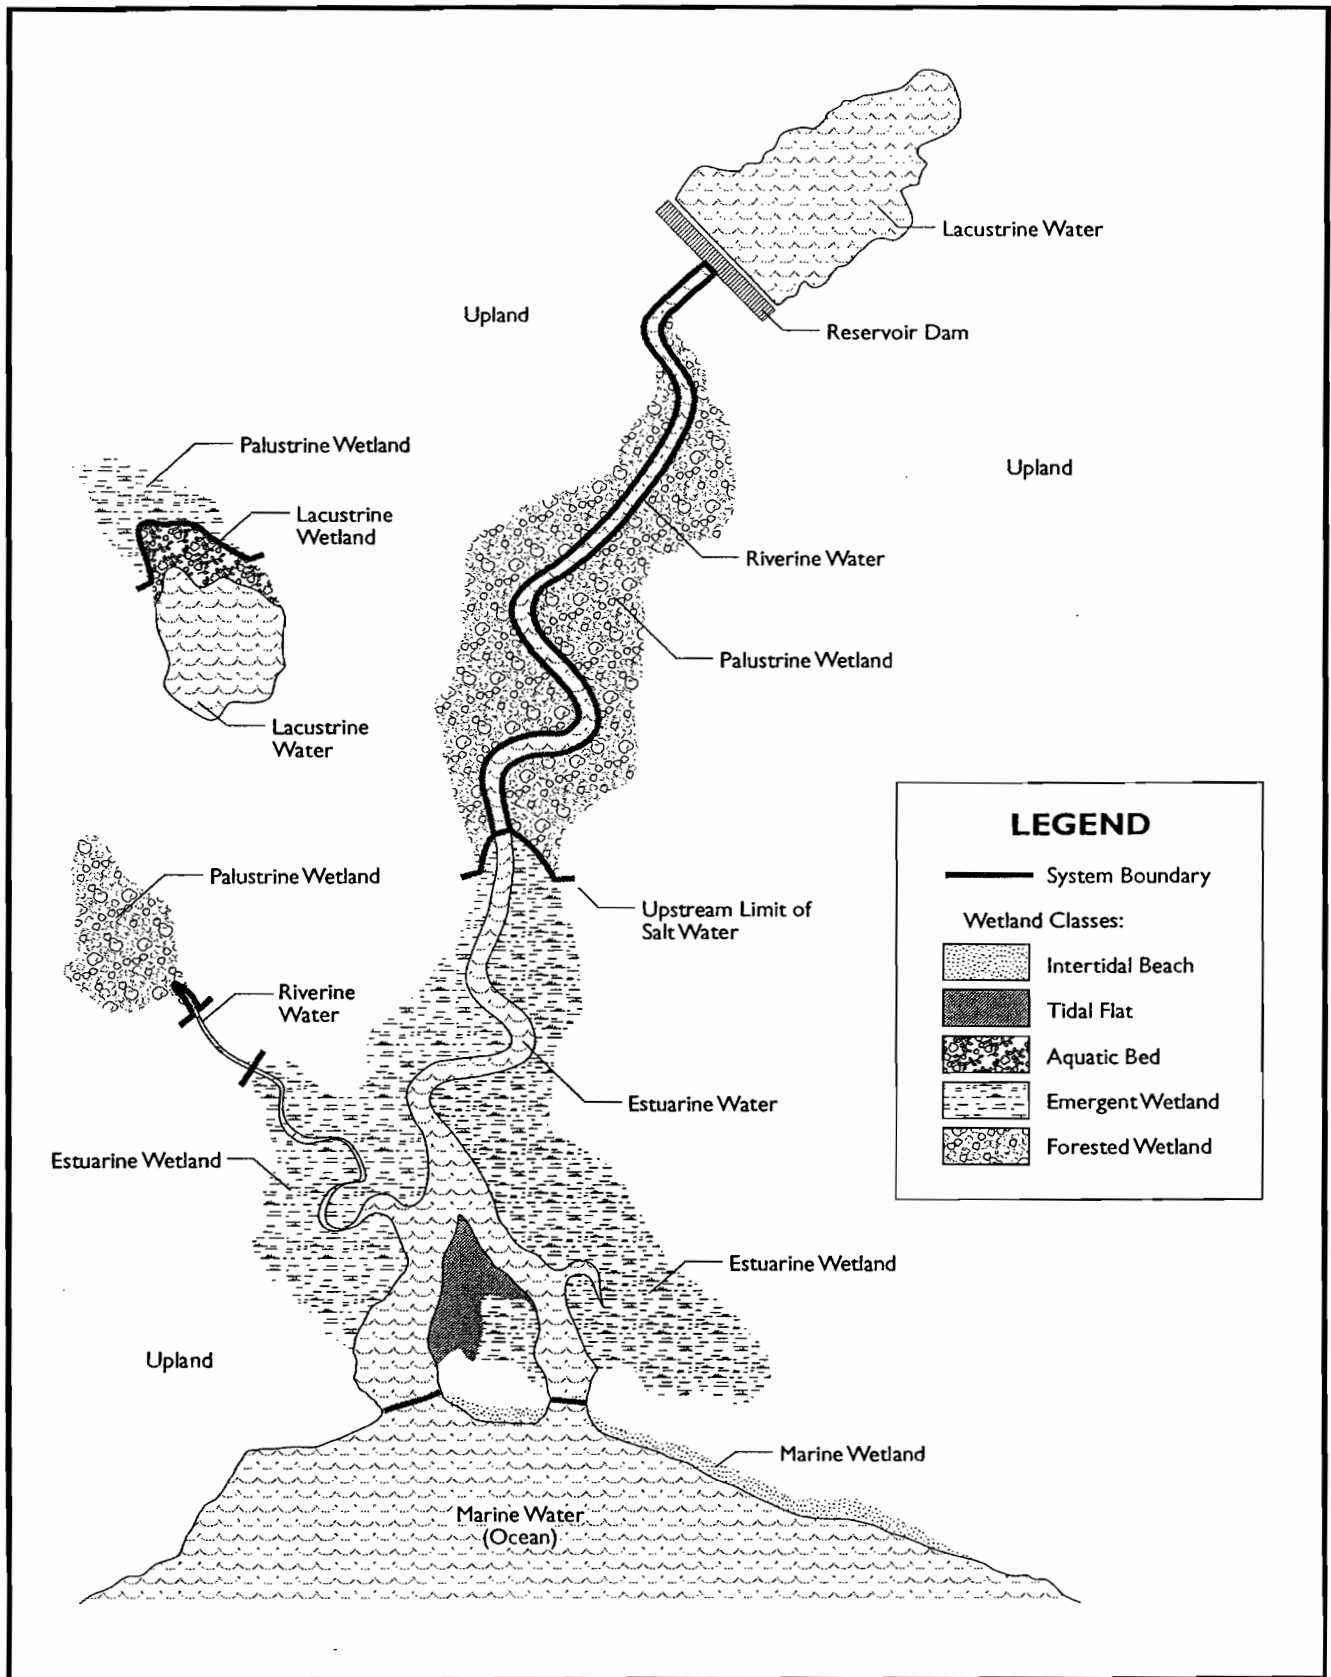 Lacustrine Water
Upland
Reservoir Dam
Palustrine Wetland
Upland
Lacustrine
Wetland
Riverine Water
Palustrine Wetland
Lacustrine
Water
LEGEND
System Boundary
Wetland Classes:
Intertidal Beach
Tidal Flat
Aquatic Bed
Emergent Wetland
Forested Wetland
Palustrine Wetland
Upstream Limit of
Salt Water
Riverine
Water
Estuarine Water
Estuarine Wetland
Estuarine Wetland
Upland
Marine Wetland
Marine Water
(Ocean)